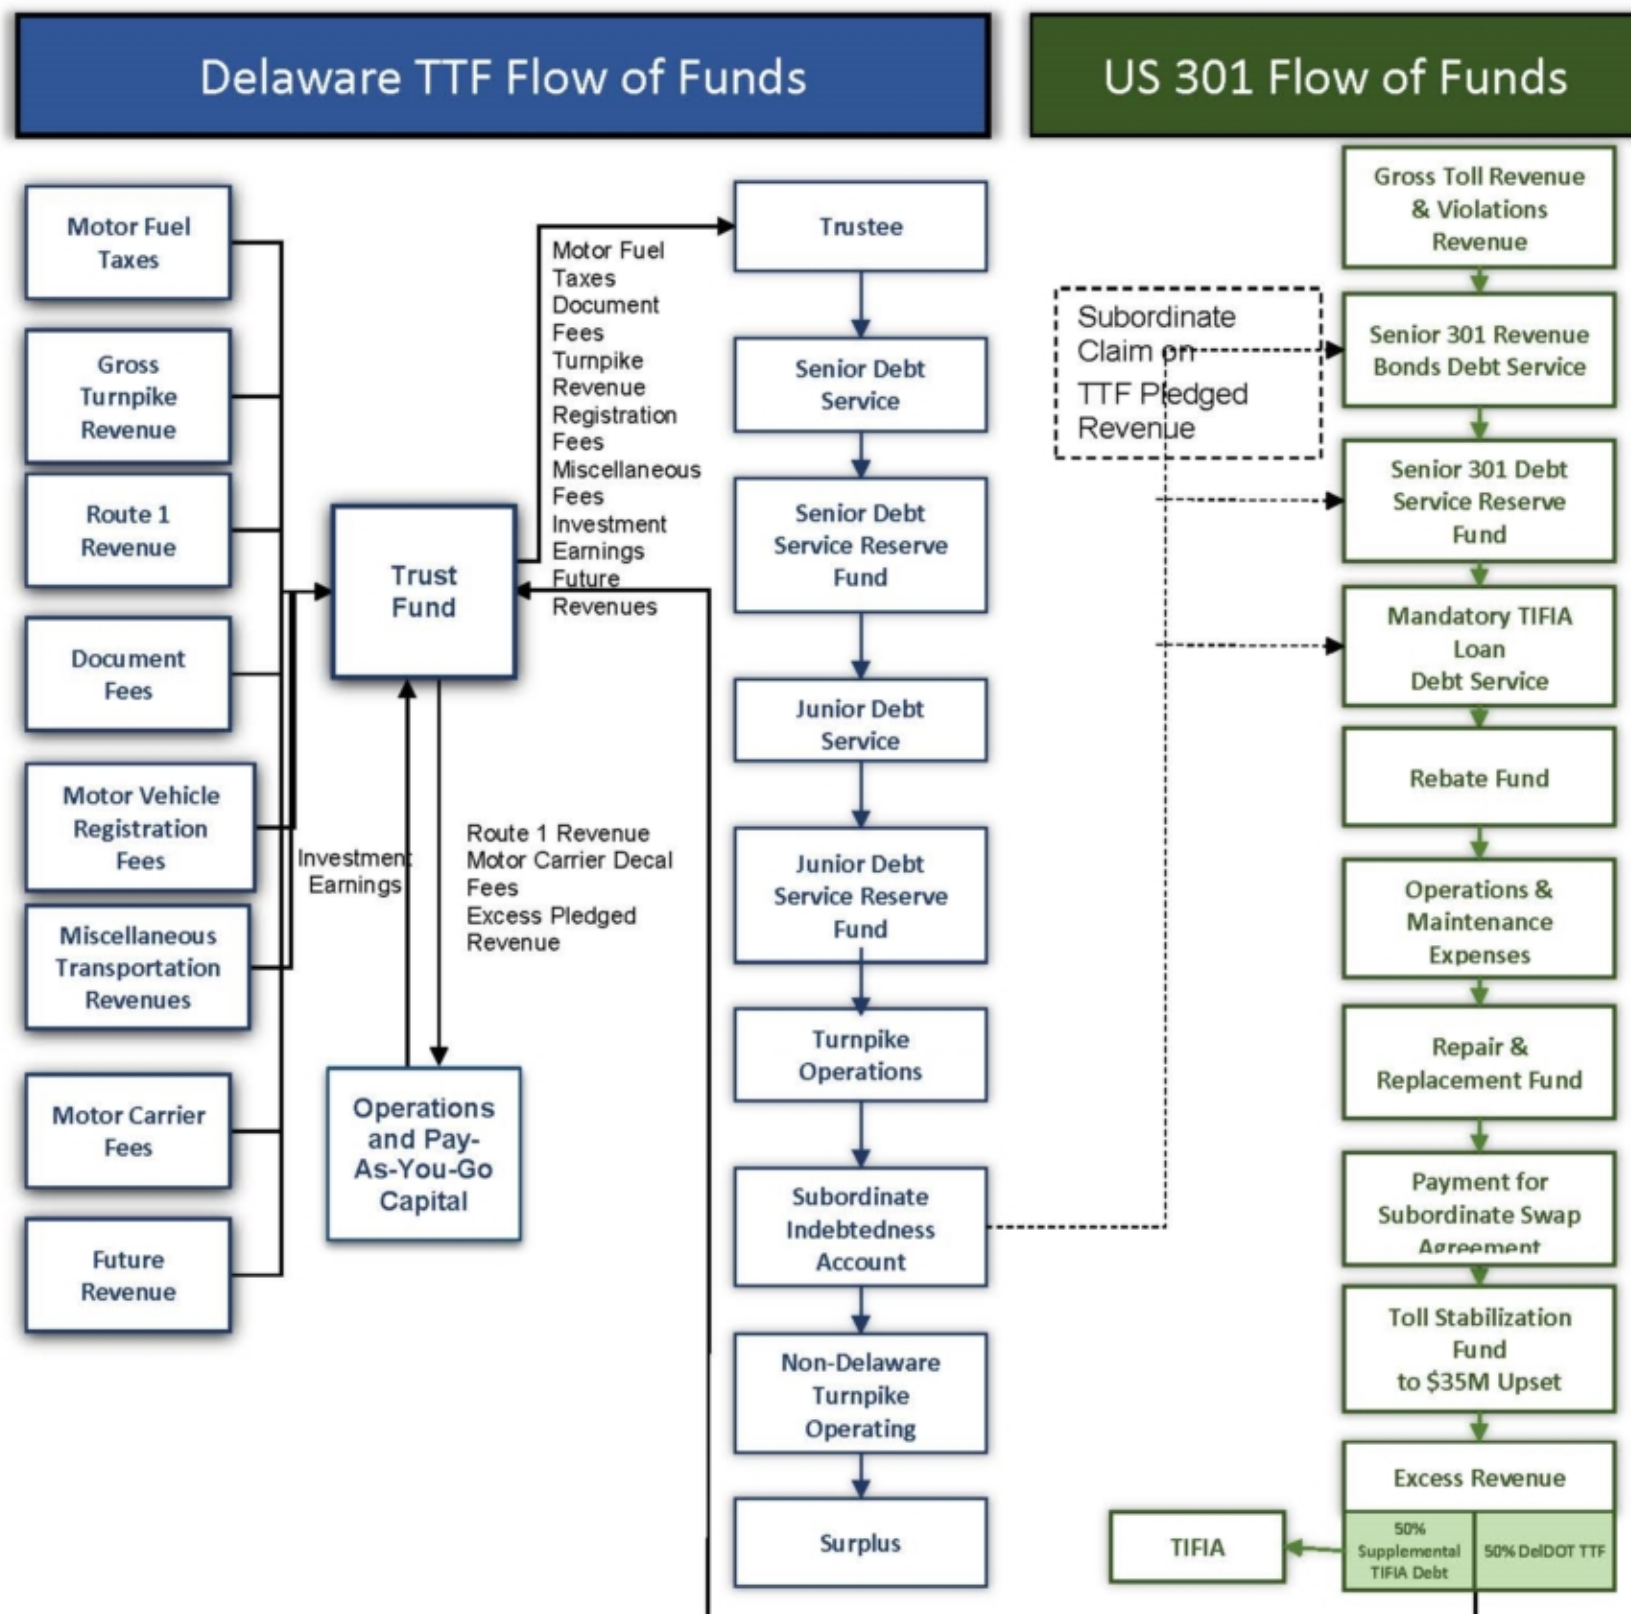 Delaware TTF Flow of Funds
US 301 Flow of Funds
Motor Fuel
Taxes
Gross
Turnpike
Revenue
Route 1
Revenue
Document
Fees
Motor Vehicle
Registration
Fees
Miscellaneous
Transportation
Revenues
Motor Carrier
Fees
Future
Revenue
Trust
Fund
Investment
Earnings
Route 1 Revenue
Motor Carrier Decal
Fees
Excess Pledged
Revenue
Operations
and Pay-
As-You-Go
Capital
Motor Fuel
Taxes
Document
Fees
Turnpike
Revenue
Registration
Fees
Miscellaneous
Fees
Investment
Earnings
Future
Revenues
Trustee
Senior Debt
Service
Senior Debt
Service Reserve
Fund
Junior Debt
Service
Junior Debt
Service Reserve
Fund
Turnpike
Operations
Subordinate
Indebtedness
Account
Non-Delaware
Turnpike
Operating
Surplus
Subordinate
Claim on
TTF Pledged
Revenue
Gross Toll Revenue
& Violations
Revenue
Senior 301 Revenue
Bonds Debt Service
Senior 301 Debt
Service Reserve
Fund
Mandatory TIFIA
Loan
Debt Service
Rebate Fund
Operations &
Maintenance
Expenses
Repair &
Replacement Fund
Payment for
Subordinate Swap
Agreement
Toll Stabilization
Fund
to $35M Upset
Excess Revenue
50%
Supplemental
TIFIA Debt
50% DelDOT TTF
TIFIA